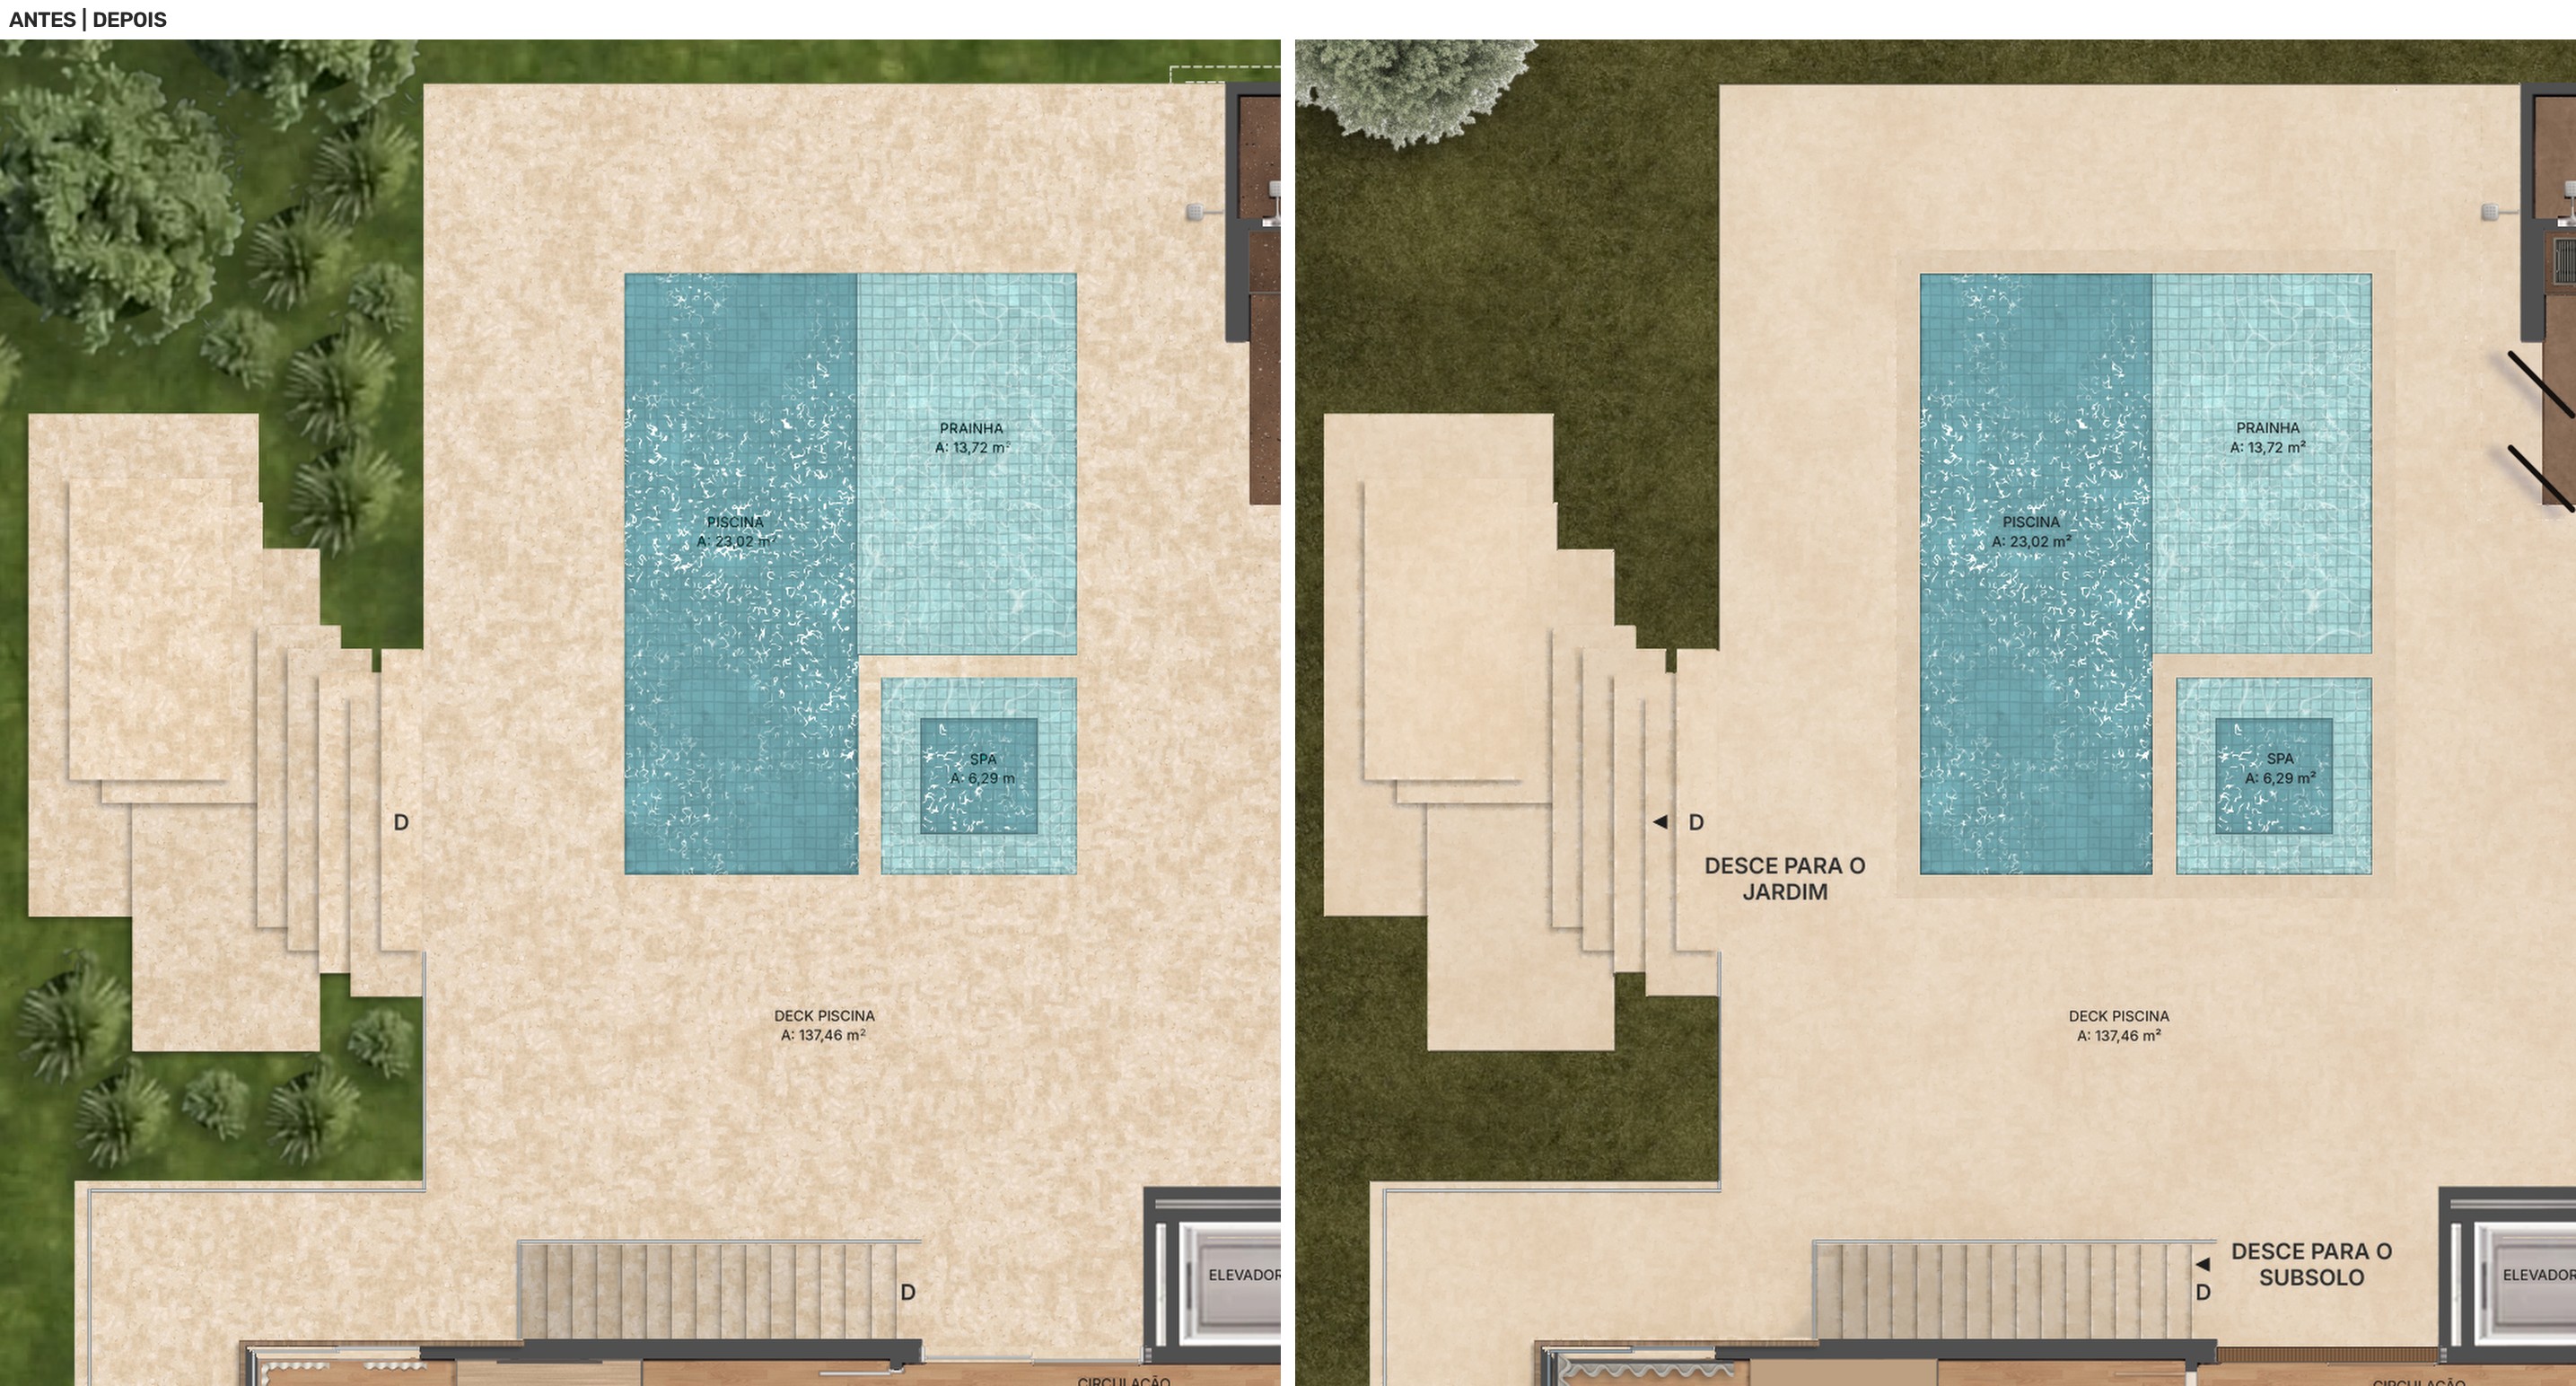 ANTES | DEPOIS
PRAINHA
A: 13,72 m²
PISCINA
A: 23,02 m²
SPA
A: 6,29 m
D
DECK PISCINA
A: 137,46 m²
D
ELEVADOR
CIRCULAÇÃO
PRAINHA
A: 13,72 m²
PISCINA
A: 23,02 m²
SPA
A: 6,29 m²
D
DESCE PARA O
JARDIM
DECK PISCINA
A: 137,46 m²
DESCE PARA O
SUBSOLO
D
ELEVADOR
CIRCULAÇÃO